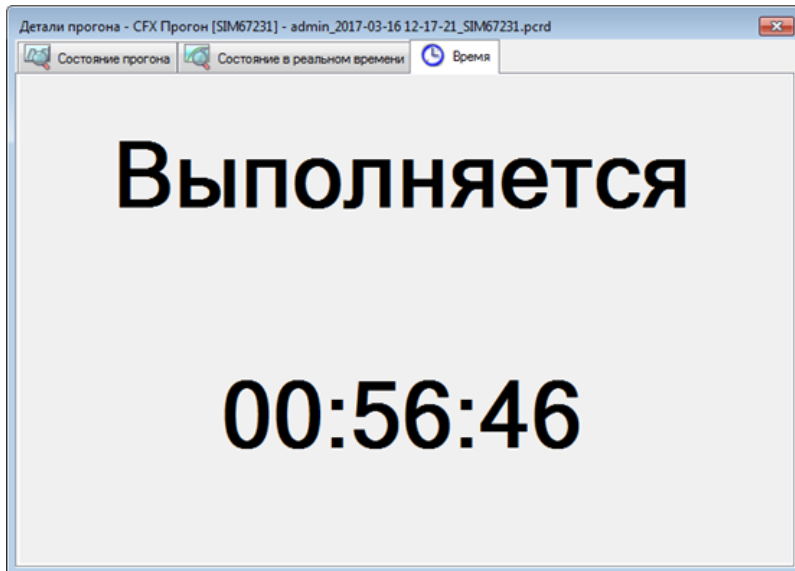 Детали прогона - CFX Прогон [SIM67231] - admin_2017-03-16 12-17-21_SIM67231.pcrd
Состояние прогона Состояние в реальном времени Время
Выполняется
00:56:46